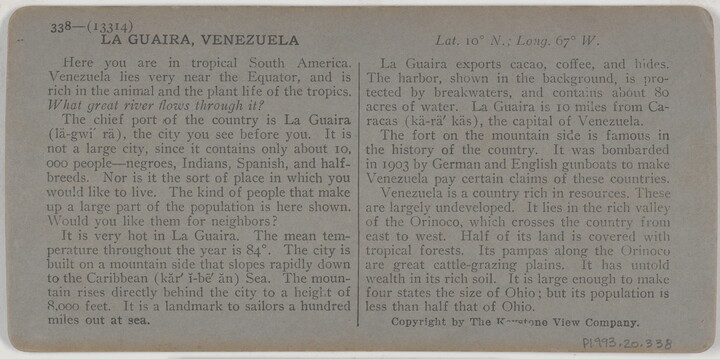 338—(13314)
LA GUAIRA, VENEZUELA
Here you are in tropical South America.
Venezuela lies very near the Equator, and is
rich in the animal and the plant life of the tropics.
What great river flows through it?
The chief port of the country is La Guaira
(lä-gwī′ rä), the city you see before you. It is
not a large city, since it contains only about 10,
000 people—negroes, Indians, Spanish, and half-
breeds. Nor is it the sort of place in which you
would like to live. The kind of people that make
up a large part of the population is here shown.
Would you like them for neighbors?
It is very hot in La Guaira. The mean tem-
perature throughout the year is 84°. The city is
built on a mountain side that slopes rapidly down
to the Caribbean (kăr′ ĭ-bē′ ăn) Sea. The moun-
tain rises directly behind the city to a height of
8,000 feet. It is a landmark to sailors a hundred
miles out at sea.
Lat. 10° N.; Long. 67° W.
La Guaira exports cacao, coffee, and hides.
The harbor, shown in the background, is pro-
tected by breakwaters, and contains about 80
acres of water. La Guaira is 10 miles from Ca-
racas (kä-rä′ käs), the capital of Venezuela.
The fort on the mountain side is famous in
the history of the country. It was bombarded
in 1903 by German and English gunboats to make
Venezuela pay certain claims of these countries.
Venezuela is a country rich in resources. These
are largely undeveloped. It lies in the rich valley
of the Orinoco, which crosses the country from
east to west. Half of its land is covered with
tropical forests. Its pampas along the Orinoco
are great cattle-grazing plains. It has untold
wealth in its rich soil. It is large enough to make
four states the size of Ohio; but its population is
less than half that of Ohio.
Copyright by The Keystone View Company.
P1993.20.338